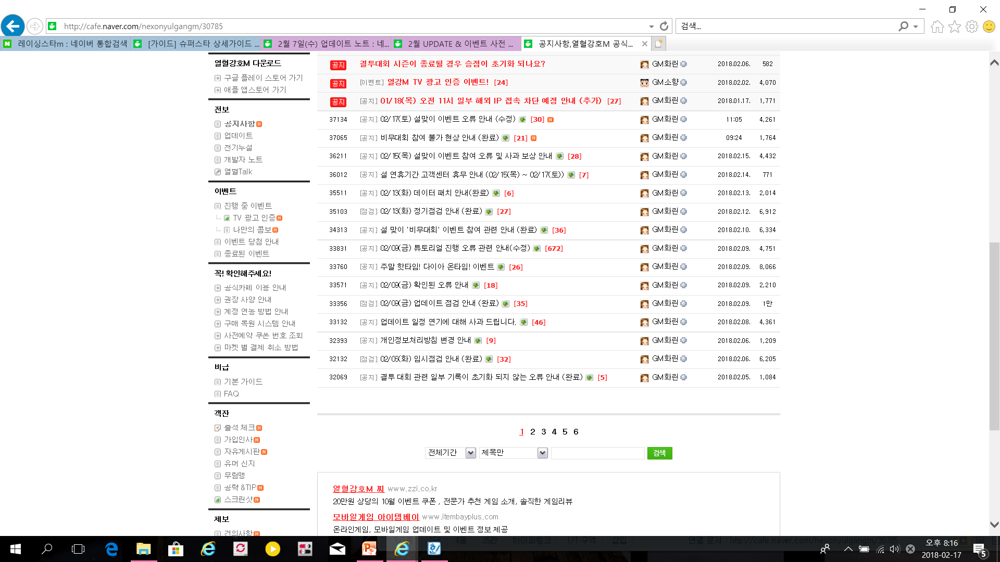 http://cafe.naver.com/nexonyulgangm/30785
검색...
레이싱스타m : 네이버 통합검색
[가이드] 슈퍼스타 상세가이드 ...
2월 7일(수) 업데이트 노트 : 네...
2월 UPDATE & 이벤트 사전 ...
공지사항,열혈강호M 공식...
열혈강호M 다운로드
구글 플레이 스토어 가기
애플 앱스토어 가기
전보
공지사항
업데이트
전기누설
개발자 노트
열혈Talk
이벤트
진행 중 이벤트
TV 광고 인증
나만의 콤보
이벤트 당첨 안내
종료된 이벤트
꼭! 확인해주세요!
공식카페 이용 안내
권장 사양 안내
계정 연동 방법 안내
구매 복원 시스템 안내
사전예약 쿠폰 번호 조회
마켓 별 결제 취소 방법
비급
기본 가이드
FAQ
객잔
출석 체크
가입인사
자유게시판
유머 신지
무림맹
공략 &TIP
스크린샷
제보
건의사항
공지 결투대회 시즌이 종료될 경우 승점이 초기화 되나요? GM화린 2018.02.06. 582
공지 [이벤트] 열강M TV 광고 인증 이벤트! [24] GM소향 2018.02.02. 4,070
공지 [공지] 01/18(목) 오전 11시 일부 해외 IP 접속 차단 예정 안내 (추가) [27] GM화린 2018.01.17. 1,771
37134 [공지] 02/17(토) 설맞이 이벤트 오류 안내 (수정) [30] GM화린 11:05 4,261
37065 [공지] 비무대회 참여 불가 현상 안내 (완료) [21] GM화린 09:24 1,764
36211 [공지] 02/15(목) 설맞이 이벤트 참여 오류 및 사과 보상 안내 [28] GM화린 2018.02.15. 4,432
36012 [공지] 설 연휴기간 고객센터 휴무 안내 (02/15(목) ~ 02/17(토)) [7] GM화린 2018.02.14. 771
35511 [공지] 02/13(화) 데이터 패치 안내(완료) [6] GM화린 2018.02.13. 2,014
35103 [점검] 02/13(화) 정기점검 안내 (완료) [27] GM화린 2018.02.12. 6,912
34313 [공지] 설 맞이 '비무대회' 이벤트 참여 관련 안내 (완료) [36] GM화린 2018.02.10. 6,334
33831 [공지] 02/09(금) 튜토리얼 진행 오류 관련 안내(수정) [672] GM화린 2018.02.09. 4,751
33760 [공지] 주말 핫타임! 다이아 온타임! 이벤트 [26] GM화린 2018.02.09. 8,066
33571 [공지] 02/09(금) 확인된 오류 안내 [18] GM화린 2018.02.09. 2,210
33356 [점검] 02/09(금) 업데이트 점검 안내 (완료) [35] GM화린 2018.02.09. 1만
33132 [공지] 업데이트 일정 연기에 대해 사과 드립니다. [46] GM화린 2018.02.08. 4,361
32393 [공지] 개인정보처리방침 변경 안내 [9] GM화린 2018.02.06. 1,209
32132 [점검] 02/06(화) 임시점검 안내 (완료) [32] GM화린 2018.02.06. 6,205
32069 [공지] 결투 대회 관련 일부 기록이 초기화 되지 않는 오류 안내 (완료) [5] GM화린 2018.02.05. 1,084
1 2 3 4 5 6
전체기간 제목만 검색
열혈강호M 찌 www.zzi.co.kr
20만원 상당의 10월 이벤트 쿠폰 , 전문가 추천 게임 소개, 솔직한 게임리뷰
모바일게임 아이템베이 www.itembayplus.com
온라인게임, 모바일게임 업데이트 및 이벤트 정보 제공
4줄 35칸 하이퍼링크 1/1 구역 삽입 연결 문서 : http://cafe.naver.com/nexonyulgangm/30785
오후 8:16
2018-02-17
5